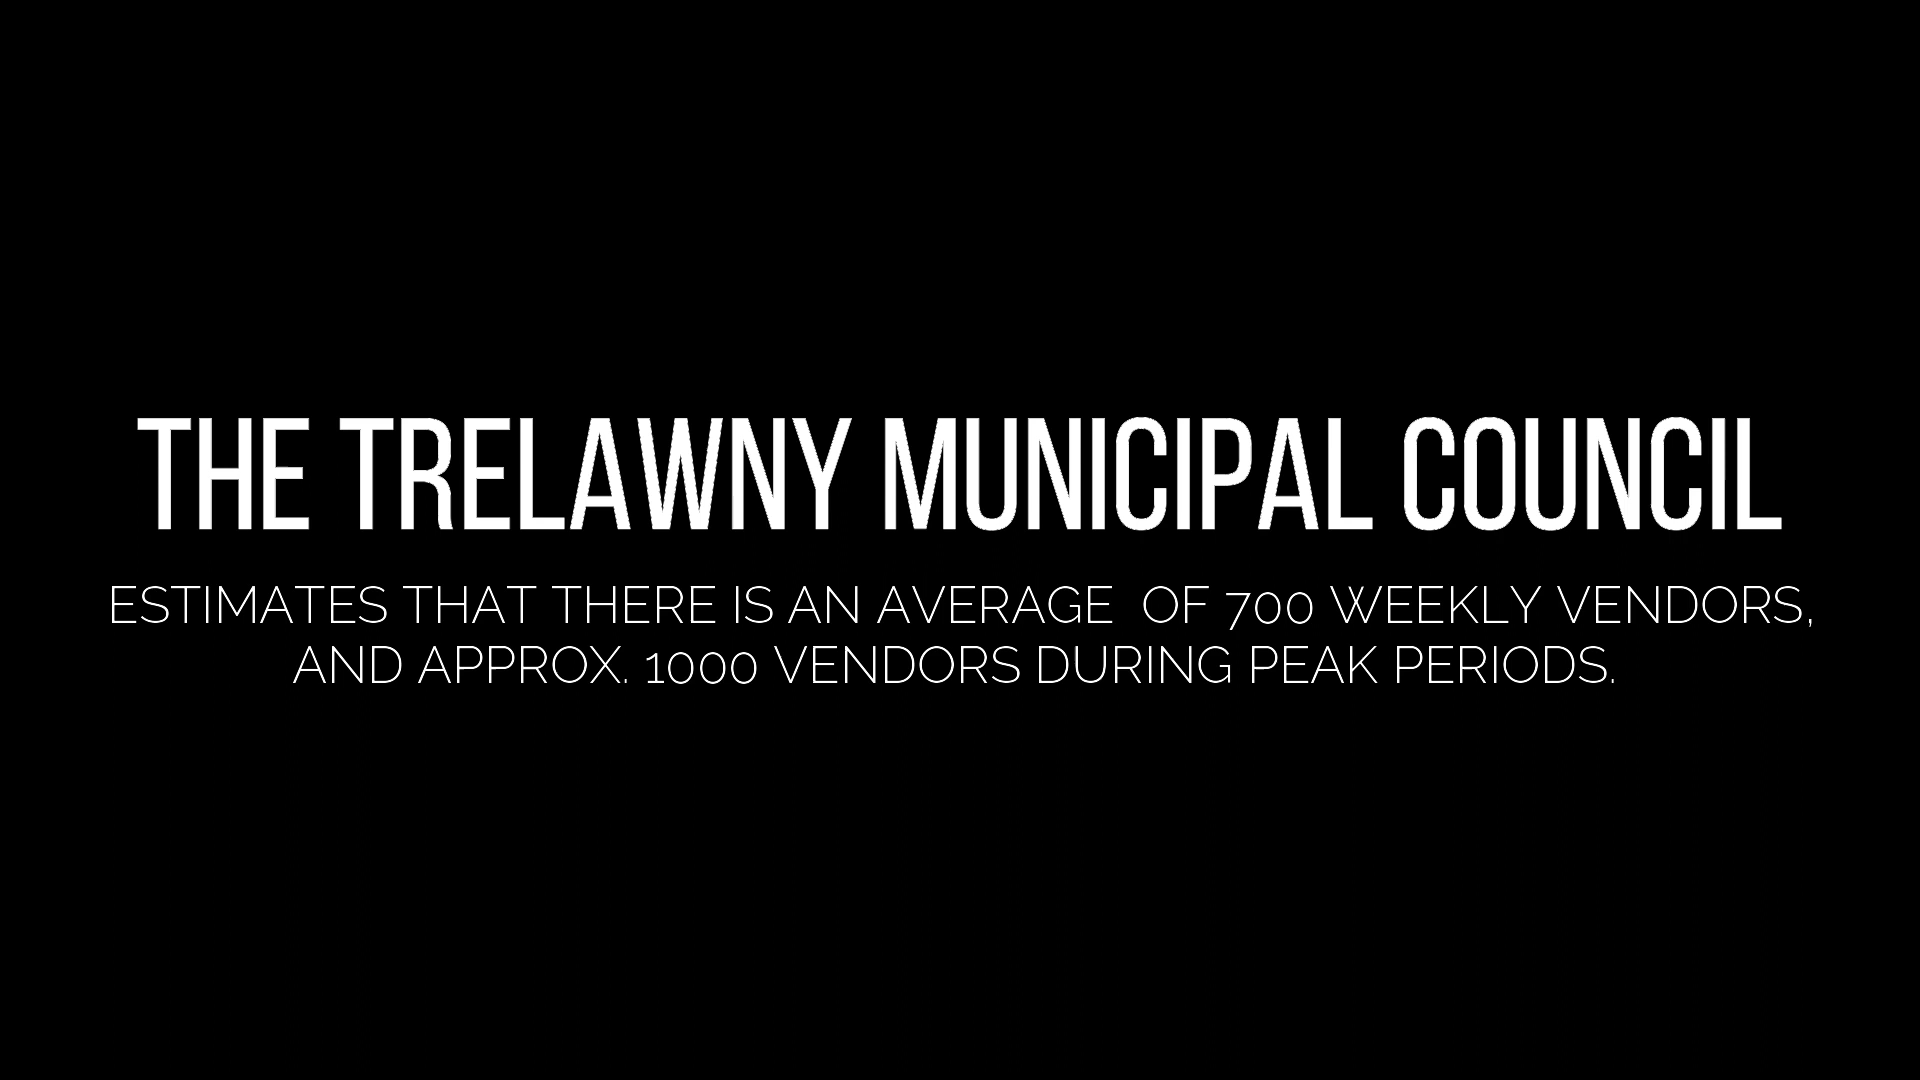 THE TRELAWNY MUNICIPAL COUNCIL
ESTIMATES THAT THERE IS AN AVERAGE  OF 700 WEEKLY VENDORS,
AND APPROX. 1000 VENDORS DURING PEAK PERIODS.